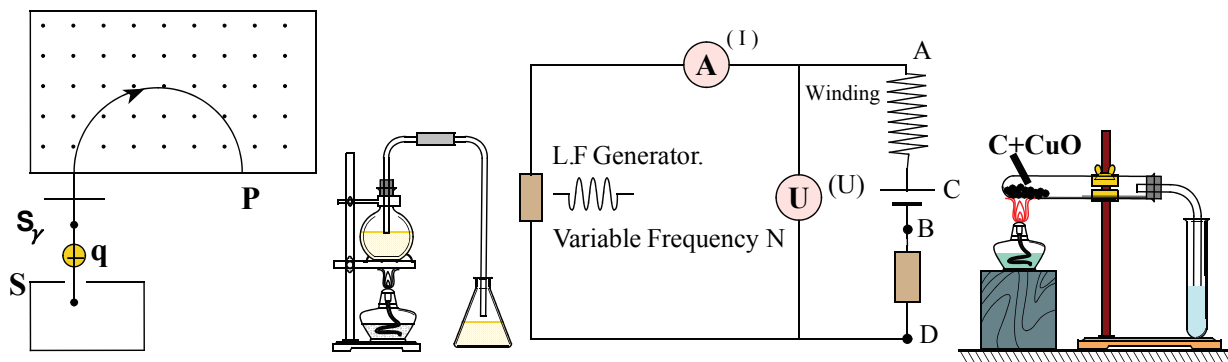 P
Sγ
q
S
(I)
A
A
Winding
L.F Generator.
U
(U)
C
Variable Frequency N
B
D
C+CuO